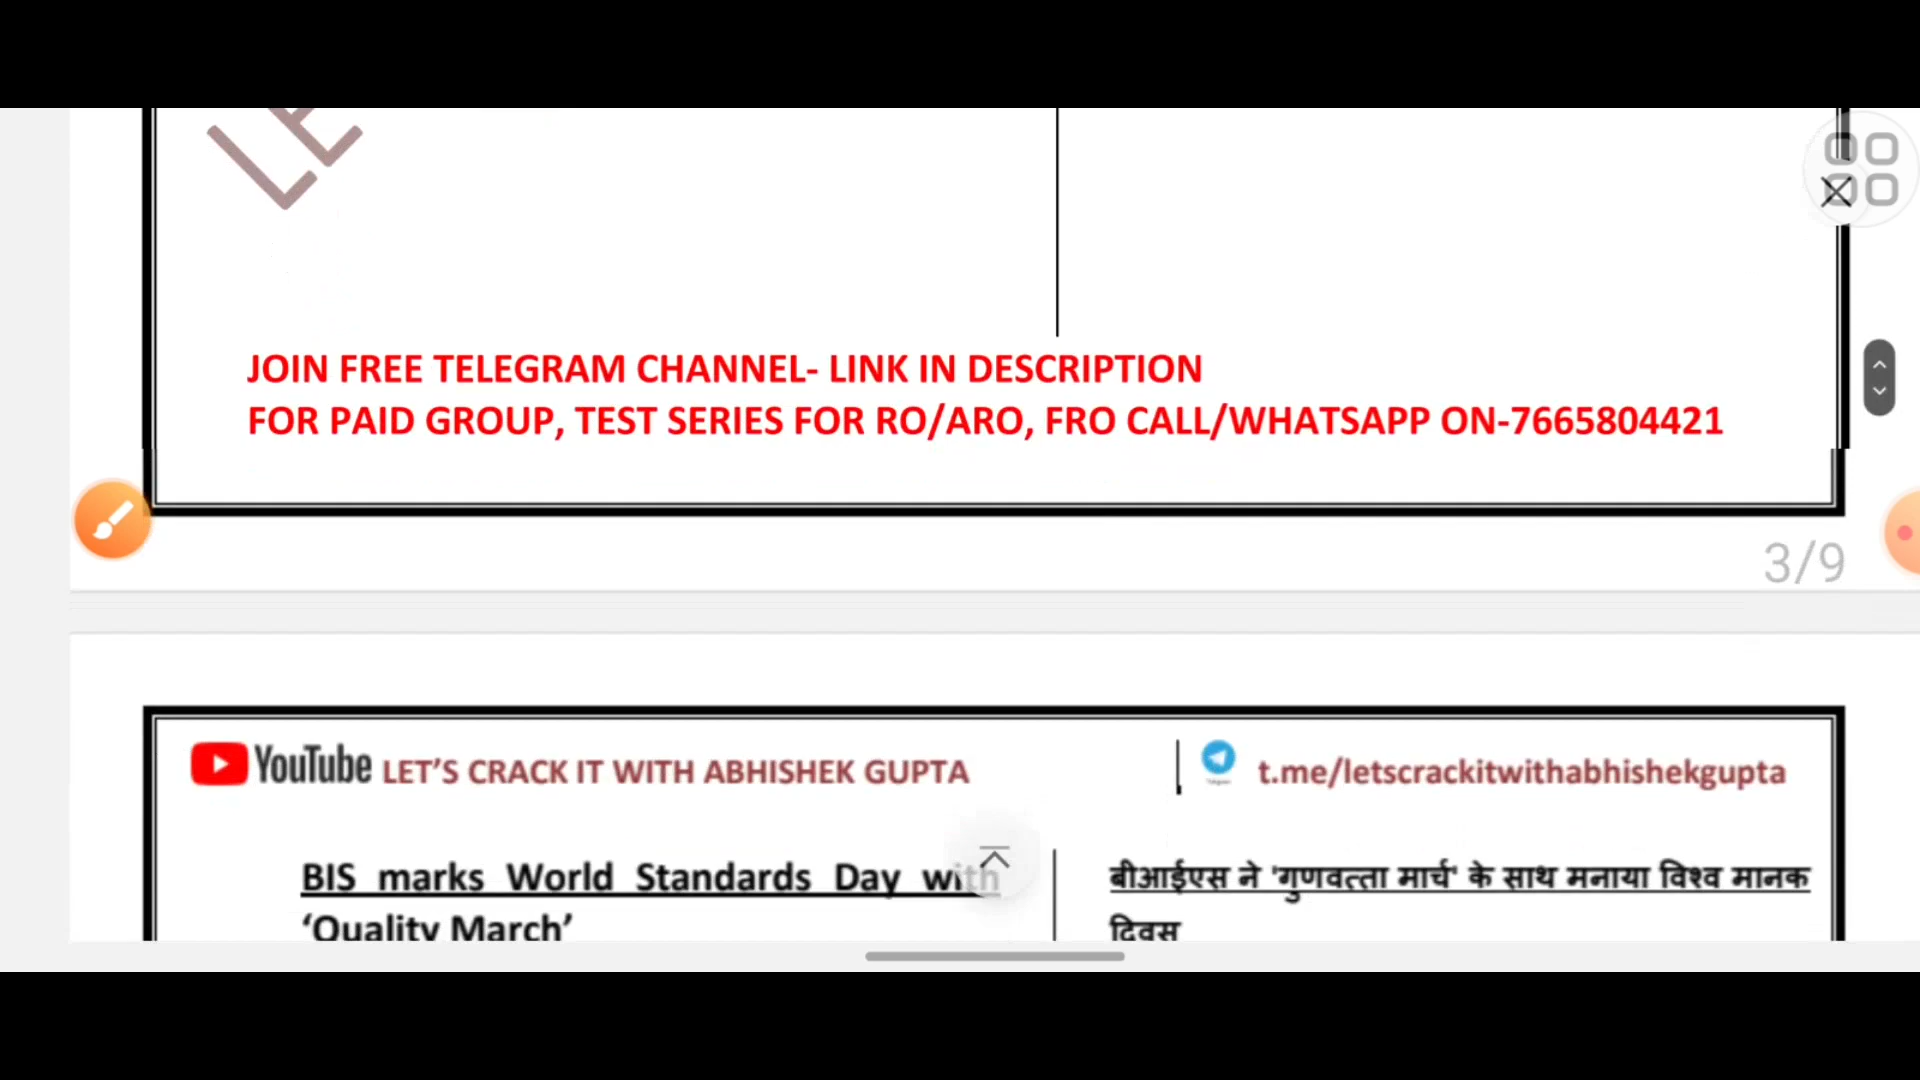 LE
JOIN FREE TELEGRAM CHANNEL- LINK IN DESCRIPTION
FOR PAID GROUP, TEST SERIES FOR RO/ARO, FRO CALL/WHATSAPP ON-7665804421
3/9
YouTube LET'S CRACK IT WITH ABHISHEK GUPTA
t.me/letscrackitwithabhishekgupta
BIS marks World Standards Day with
‘Quality March’
बीआईएस ने 'गुणवत्ता मार्च' के साथ मनाया विश्व मानक
दिवस